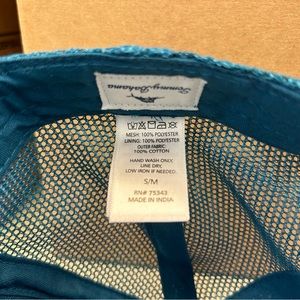 Tommy Bahama
MESH: 100% POLYESTER
LINING: 100% POLYESTER
OUTER FABRIC:
100% COTTON
HAND WASH ONLY,
LINE DRY,
LOW IRON IF NEEDED.
S/M
RN# 75343
MADE IN INDIA